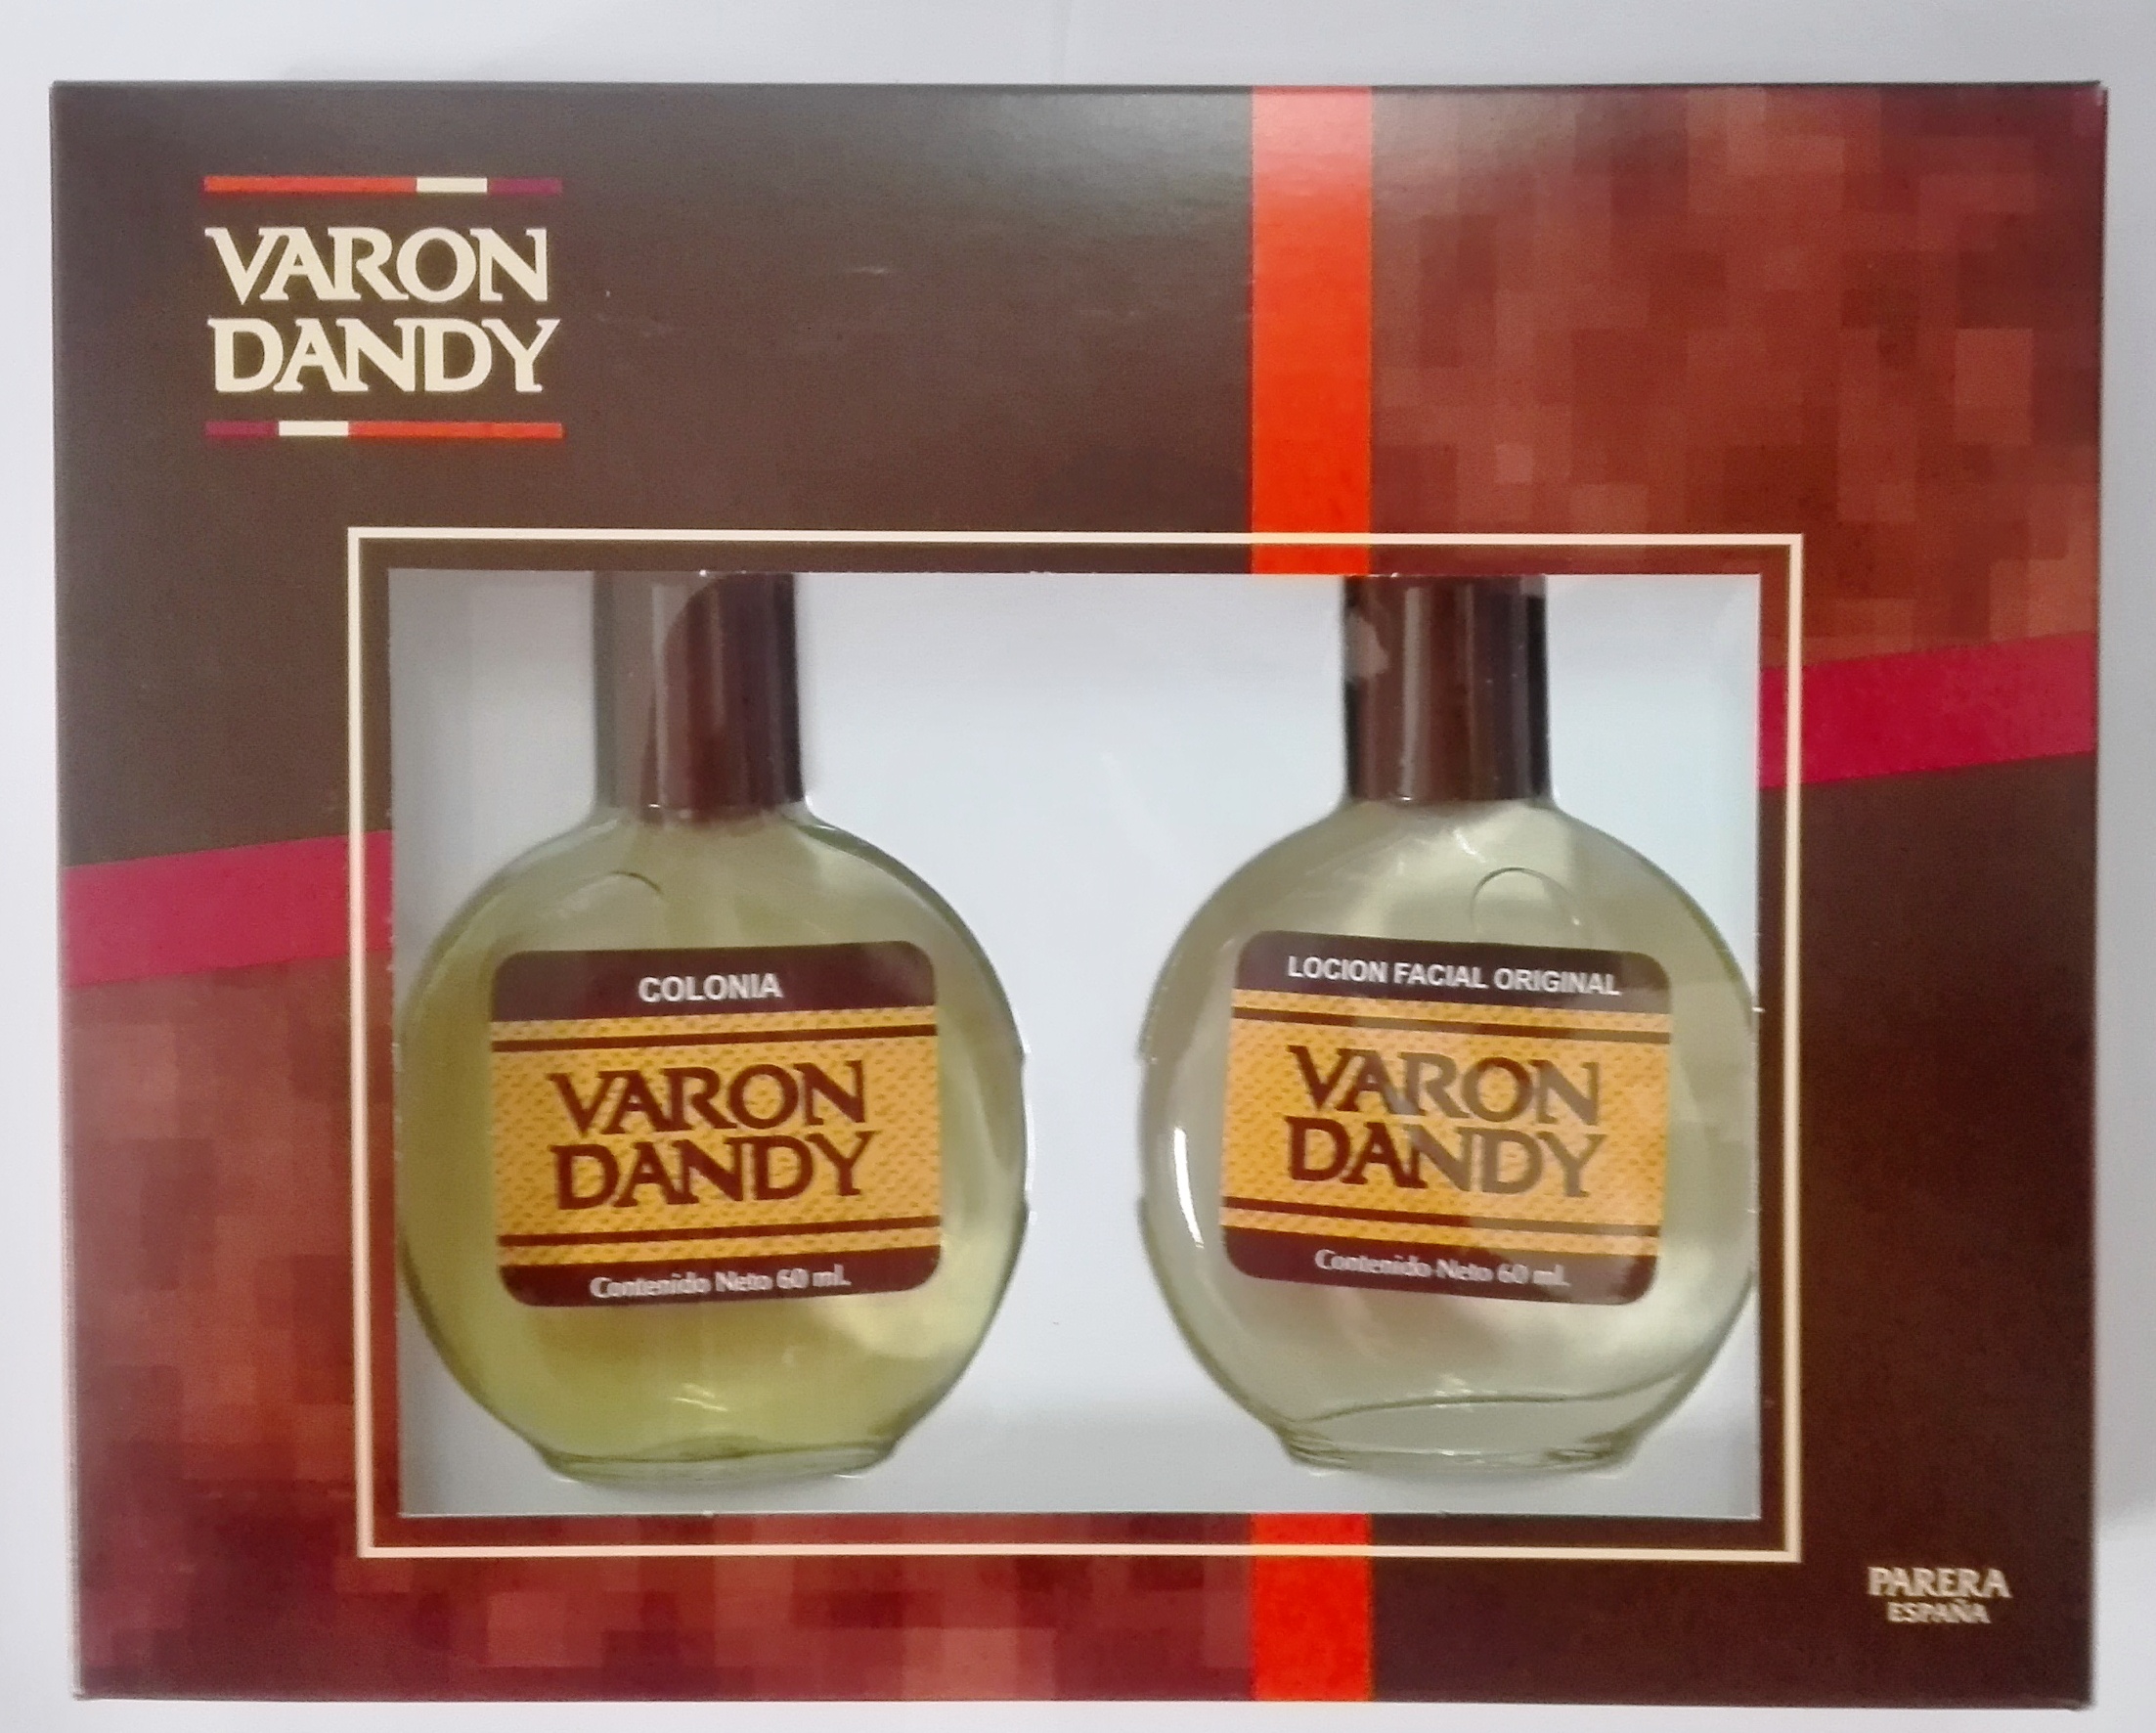 VARON
DANDY
COLONIA
VARON
DANDY
Contenido Neto 60 ml.
LOCION FACIAL ORIGINAL
VARON
DANDY
Contenido Neto 60 ml.
PARERA
ESPAÑA